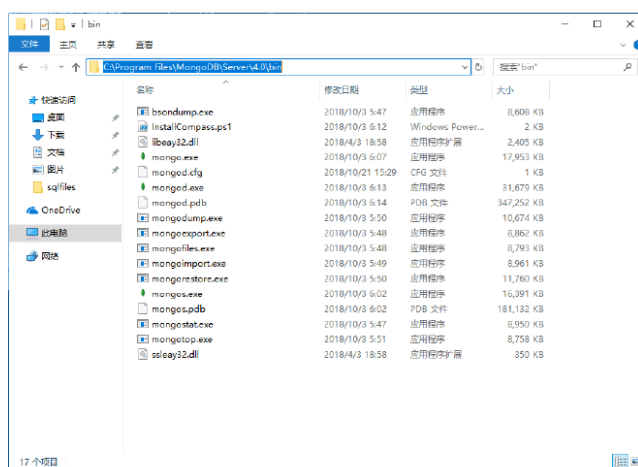 bin
文件 主页 共享 查看
C:\Program Files\MongoDB\Server\4.0\bin
搜索"bin"
名称 修改日期 类型 大小
快速访问
桌面
下载
文档
图片
sqlfiles
OneDrive
此电脑
网络
bsondump.exe 2018/10/3 5:47 应用程序 8,608 KB
InstallCompass.ps1 2018/10/3 6:12 Windows Power... 2 KB
libeay32.dll 2018/4/3 18:58 应用程序扩展 2,405 KB
mongo.exe 2018/10/3 6:07 应用程序 17,953 KB
mongod.cfg 2018/10/21 15:29 CFG 文件 1 KB
mongod.exe 2018/10/3 6:13 应用程序 31,679 KB
mongod.pdb 2018/10/3 6:14 PDB 文件 347,252 KB
mongodump.exe 2018/10/3 5:50 应用程序 10,674 KB
mongoexport.exe 2018/10/3 5:48 应用程序 8,862 KB
mongofiles.exe 2018/10/3 5:48 应用程序 8,793 KB
mongoimport.exe 2018/10/3 5:49 应用程序 8,961 KB
mongorestore.exe 2018/10/3 5:50 应用程序 11,760 KB
mongos.exe 2018/10/3 6:02 应用程序 16,391 KB
mongos.pdb 2018/10/3 6:02 PDB 文件 181,132 KB
mongostat.exe 2018/10/3 5:47 应用程序 8,950 KB
mongotop.exe 2018/10/3 5:51 应用程序 8,758 KB
ssleay32.dll 2018/4/3 18:58 应用程序扩展 350 KB
17 个项目